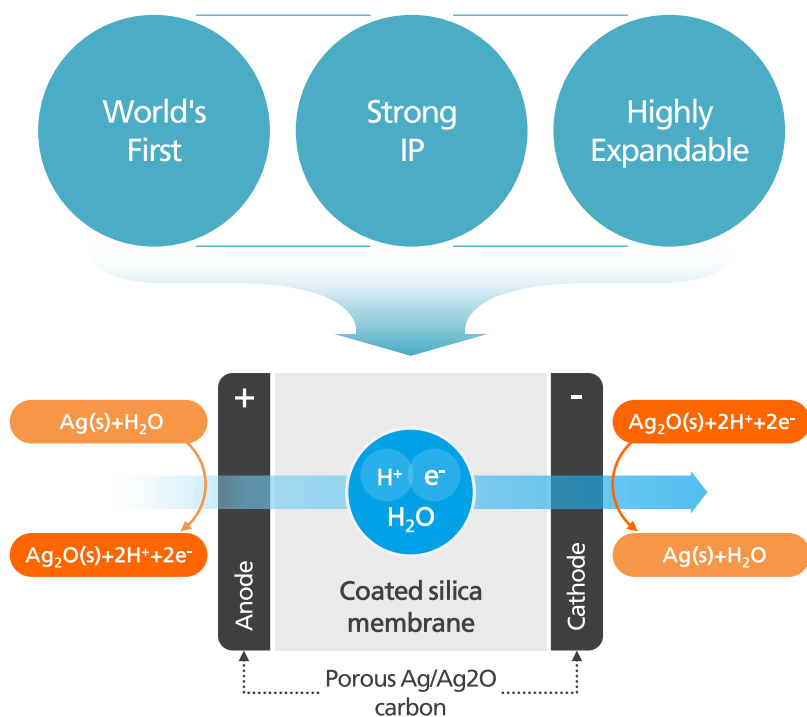 World's
First
Strong
IP
Highly
Expandable
+
-
Ag(s)+H₂O
Ag₂O(s)+2H⁺+2e⁻
H⁺ e⁻
H₂O
Ag₂O(s)+2H⁺+2e⁻
Ag(s)+H₂O
Anode
Coated silica
membrane
Cathode
Porous Ag/Ag2O
carbon